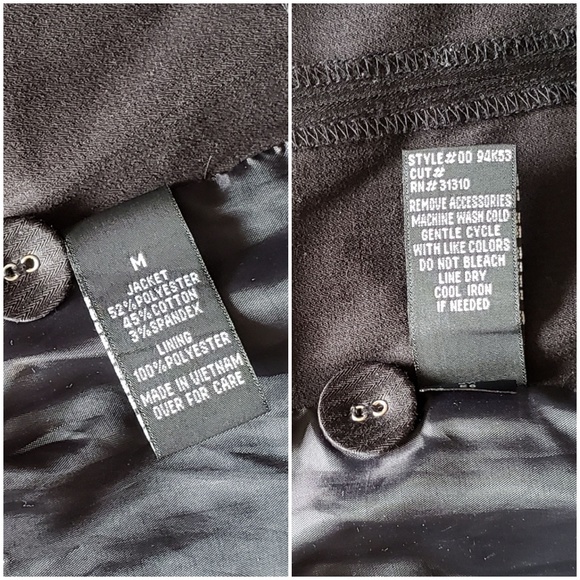 M
JACKET
52%POLYESTER
45%COTTON
3%SPANDEX
LINING
100%POLYESTER
MADE IN VIETNAM
OVER FOR CARE
STYLE#00 94K53
CUT#
RN#31310
REMOVE ACCESSORIES
MACHINE WASH COLD
GENTLE CYCLE
WITH LIKE COLORS
DO NOT BLEACH
LINE DRY
COOL IRON
IF NEEDED